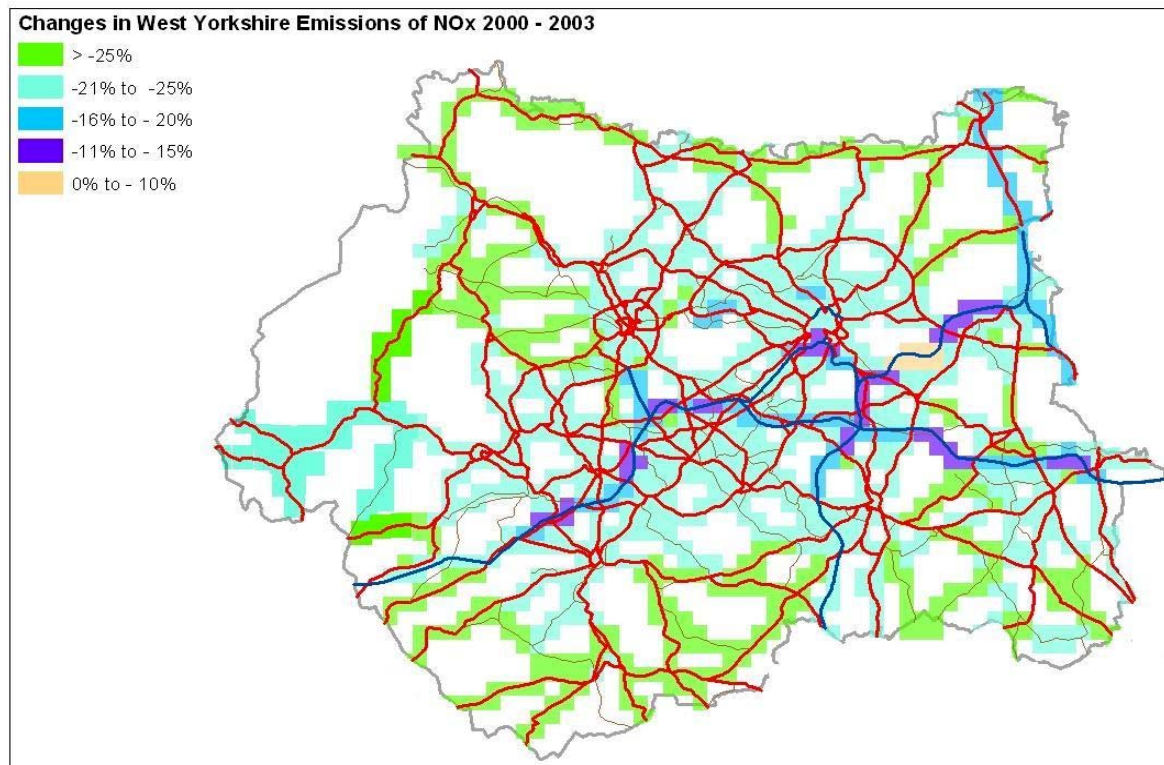 Changes in West Yorkshire Emissions of NOx 2000 - 2003
> -25%
-21% to -25%
-16% to - 20%
-11% to - 15%
0% to - 10%